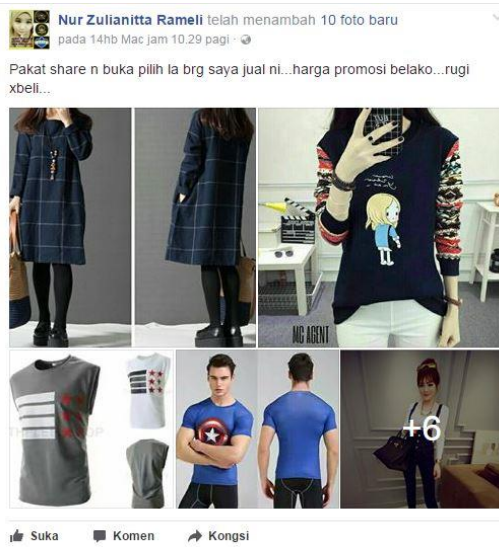 Nur Zulianitta Rameli telah menambah 10 foto baru
pada 14hb Mac jam 10.29 pagi ·
Pakat share n buka pilih la brg saya jual ni...harga promosi belako...rugi
xbeli...
MG AGENT
+6
Suka
Komen
Kongsi